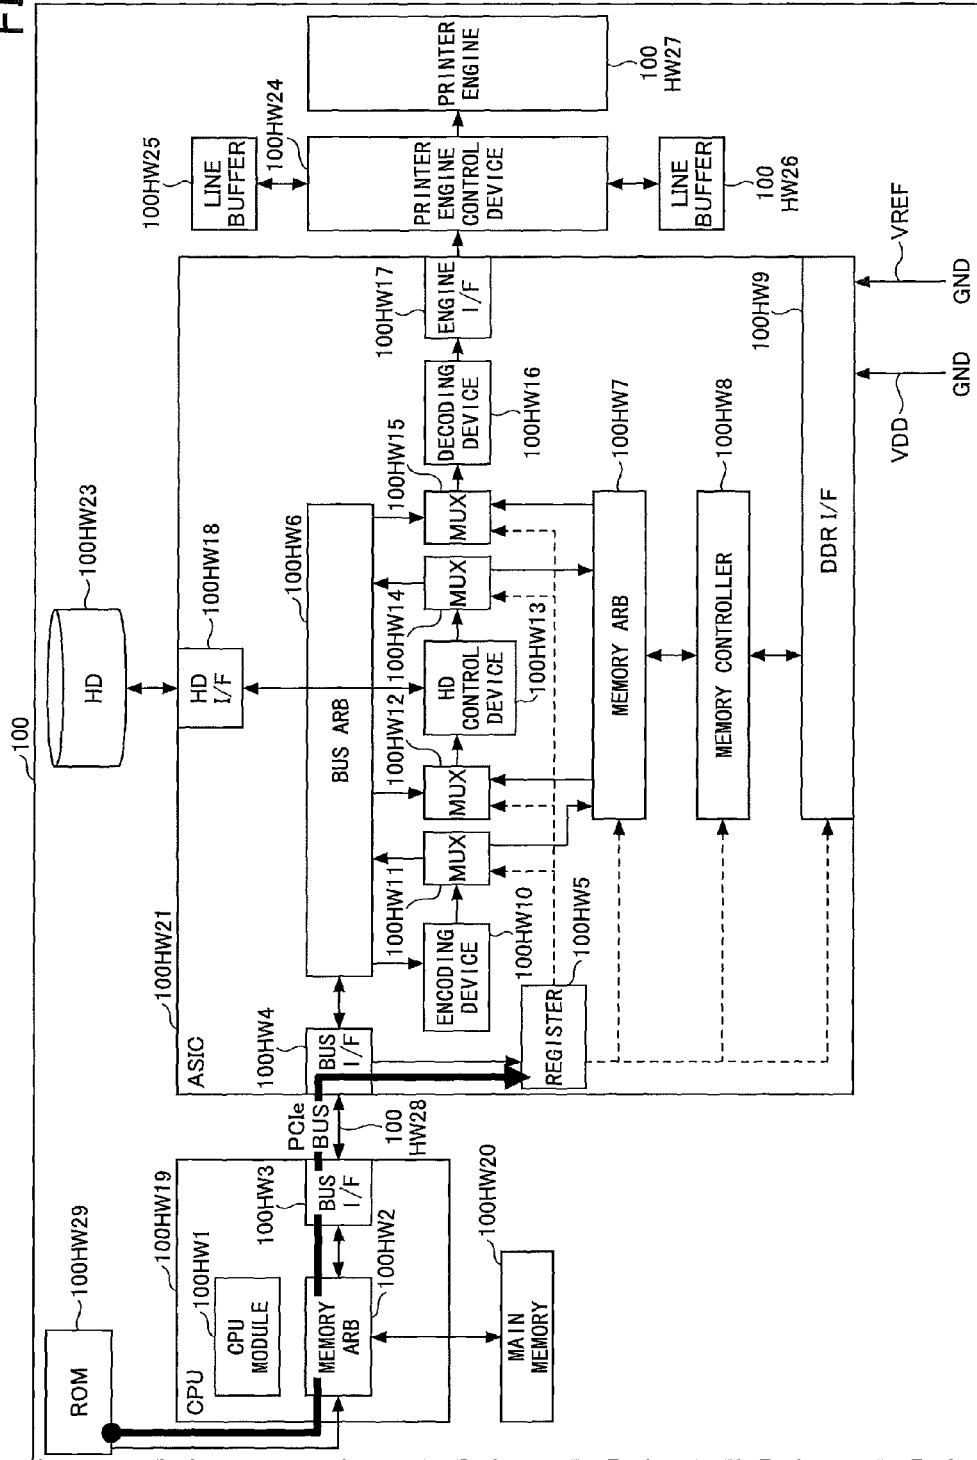 100
ROM
100HW29
CPU
100HW19
CPU
MODULE
100HW1
MEMORY
ARB
100HW2
BUS
I/F
100HW3
MAIN
MEMORY
100HW20
PCIe
BUS
100
HW28
ASIC
100HW21
BUS
I/F
100HW4
REGISTER
100HW5
BUS ARB
100HW6
ENCODING
DEVICE
100HW10
MUX
100HW11
MUX
100HW12
HD
CONTROL
DEVICE
100HW13
MUX
100HW14
MUX
100HW15
DECODING
DEVICE
100HW16
ENGINE
I/F
100HW17
HD
I/F
100HW18
HD
100HW23
MEMORY ARB
100HW7
MEMORY CONTROLLER
100HW8
DDR I/F
100HW9
VDD
GND
VREF
GND
LINE
BUFFER
100HW25
PRINTER
ENGINE
CONTROL
DEVICE
100HW24
LINE
BUFFER
100
HW26
PRINTER
ENGINE
100
HW27